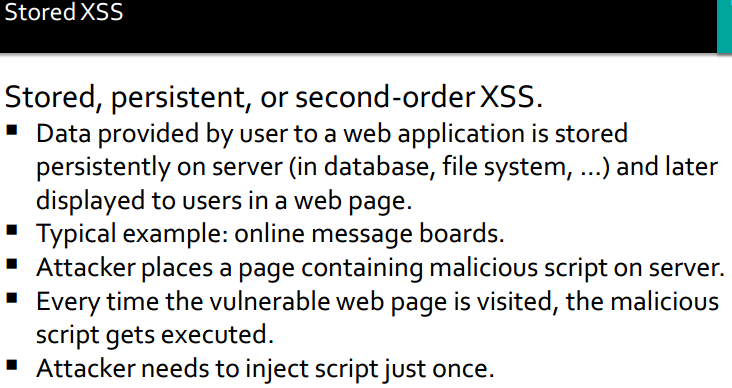 Stored XSS
Stored, persistent, or second-order XSS.
▪ Data provided by user to a web application is stored
persistently on server (in database, file system, ...) and later
displayed to users in a web page.
▪ Typical example: online message boards.
▪ Attacker places a page containing malicious script on server.
▪ Every time the vulnerable web page is visited, the malicious
script gets executed.
▪ Attacker needs to inject script just once.